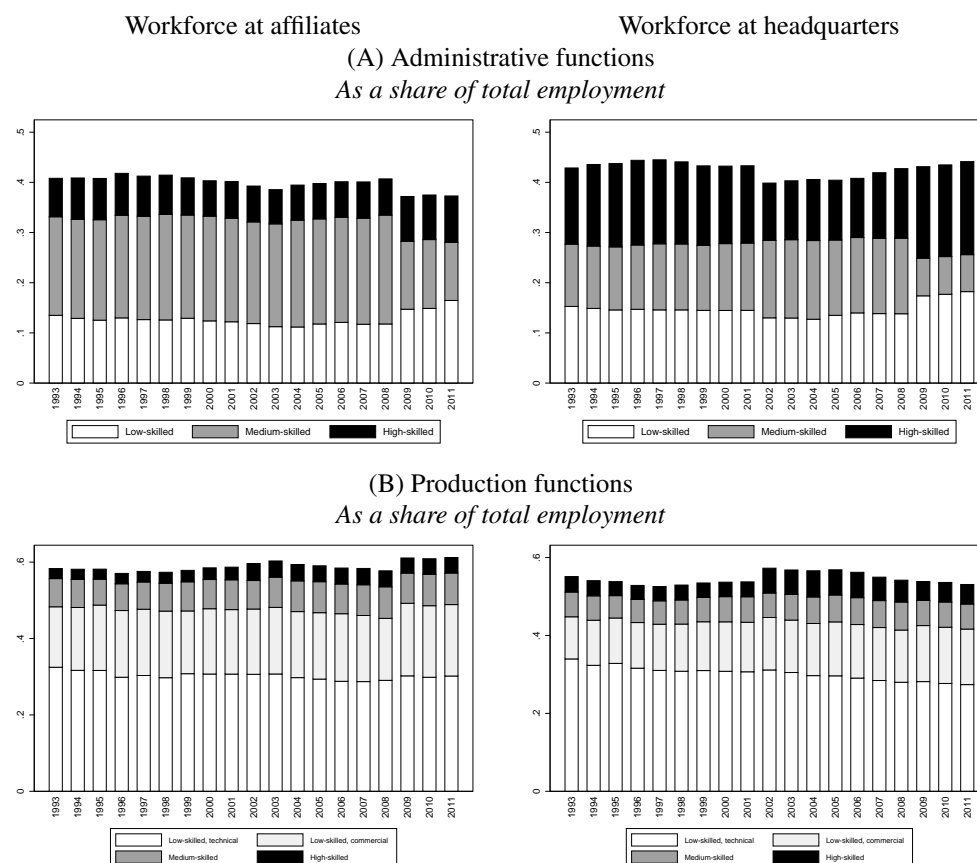 Workforce at affiliates Workforce at headquarters
(A) Administrative functions
As a share of total employment
.5 .4 .3 .2 .1 0
1993 1994 1995 1996 1997 1998 1999 2000 2001 2002 2003 2004 2005 2006 2007 2008 2009 2010 2011
Low-skilled Medium-skilled High-skilled
.5 .4 .3 .2 .1 0
1993 1994 1995 1996 1997 1998 1999 2000 2001 2002 2003 2004 2005 2006 2007 2008 2009 2010 2011
Low-skilled Medium-skilled High-skilled
(B) Production functions
As a share of total employment
.6 .4 .2 0
1993 1994 1995 1996 1997 1998 1999 2000 2001 2002 2003 2004 2005 2006 2007 2008 2009 2010 2011
Low-skilled, technical Low-skilled, commercial
Medium-skilled High-skilled
.6 .4 .2 0
1993 1994 1995 1996 1997 1998 1999 2000 2001 2002 2003 2004 2005 2006 2007 2008 2009 2010 2011
Low-skilled, technical Low-skilled, commercial
Medium-skilled High-skilled